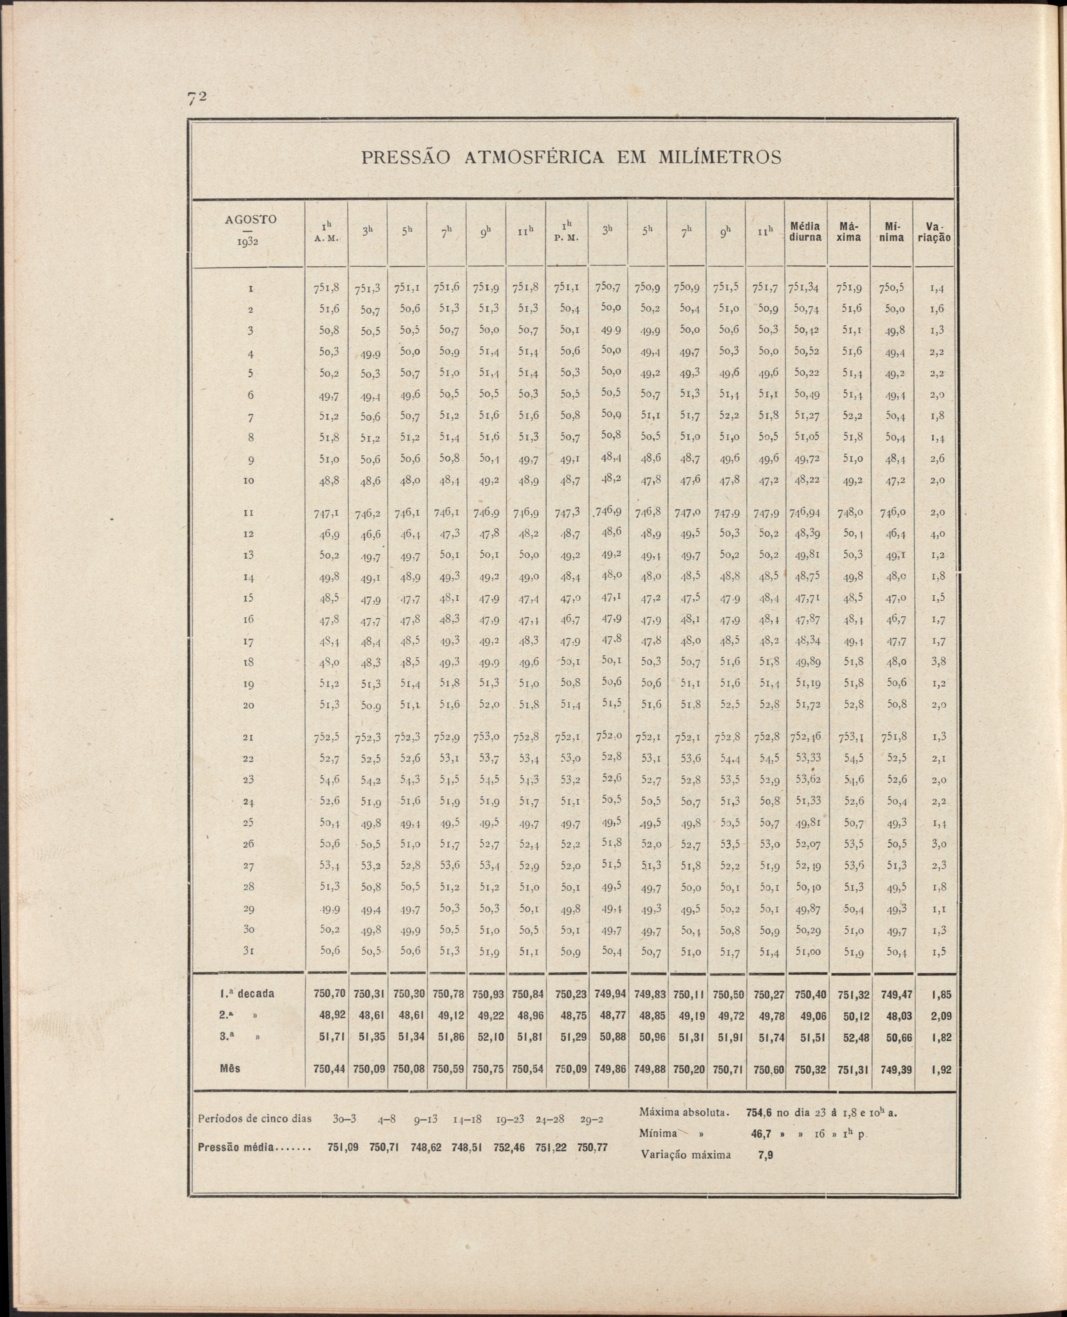 72
PRESSÃO ATMOSFÉRICA EM MILÍMETROS
AGOSTO — 1932 1h A. M. 3h 5h 7h 9h 11h 1h P. M. 3h 5h 7h 9h 11h Média diurna Má-xima Mí-nima Va-riação
1 751,8 751,3 751,1 751,6 751,9 751,8 751,1 750,7 750,9 750,9 751,5 751,7 751,34 751,9 750,5 1,4
2 51,6 50,7 50,6 51,3 51,3 51,3 50,4 50,0 50,2 50,4 51,0 50,9 50,74 51,6 50,0 1,6
3 50,8 50,5 50,5 50,7 50,0 50,7 50,1 49 9 49,9 50,0 50,6 50,3 50,42 51,1 49,8 1,3
4 50,3 49,9 50,0 50,9 51,4 51,4 50,6 50,0 49,4 49,7 50,3 50,0 50,52 51,6 49,4 2,2
5 50,2 50,3 50,7 51,0 51,4 51,4 50,3 50,0 49,2 49,3 49,6 49,6 50,22 51,4 49,2 2,2
6 49,7 49,4 49,6 50,5 50,5 50,3 50,5 50,5 50,7 51,3 51,4 51,1 50,49 51,4 49,4 2,0
7 51,2 50,6 50,7 51,2 51,6 51,6 50,8 50,9 51,1 51,7 52,2 51,8 51,27 52,2 50,4 1,8
8 51,8 51,2 51,2 51,4 51,6 51,3 50,7 50,8 50,5 51,0 51,0 50,5 51,05 51,8 50,4 1,4
9 51,0 50,6 50,6 50,8 50,4 49,7 49,1 48,4 48,6 48,7 49,6 49,6 49,72 51,0 48,4 2,6
10 48,8 48,6 48,0 48,4 49,2 48,9 48,7 48,2 47,8 47,6 47,8 47,2 48,22 49,2 47,2 2,0
11 747,1 746,2 746,1 746,1 746,9 746,9 747,3 746,9 746,8 747,0 747,9 747,9 746,94 748,0 746,0 2,0
12 46,9 46,6 46,4 47,3 47,8 48,2 48,7 48,6 48,9 49,5 50,3 50,2 48,39 50,4 46,4 4,0
13 50,2 49,7 49,7 50,1 50,1 50,0 49,2 49,2 49,4 49,7 50,2 50,2 49,81 50,3 49,1 1,2
14 49,8 49,1 48,9 49,3 49,2 49,0 48,4 48,0 48,0 48,5 48,8 48,5 48,75 49,8 48,0 1,8
15 48,5 47,9 47,7 48,1 47,9 47,4 47,0 47,1 47,2 47,5 47 9 48,4 47,71 48,5 47,0 1,5
16 47,8 47,7 47,8 48,3 47,9 47,4 46,7 47,9 47,9 48,1 47,9 48,4 47,87 48,4 46,7 1,7
17 48,4 48,4 48,5 49,3 49,2 48,3 47,9 47,8 47,8 48,0 48,5 48,2 48,34 49,4 47,7 1,7
18 48,0 48,3 48,5 49,3 49,9 49,6 50,1 50,1 50,3 50,7 51,6 51,8 49,89 51,8 48,0 3,8
19 51,2 51,3 51,4 51,8 51,3 51,0 50,8 50,6 50,6 51,1 51,6 51,4 51,19 51,8 50,6 1,2
20 51,3 50,9 51,1 51,6 52,0 51,8 51,4 51,5 51,6 51,8 52,5 52,8 51,72 52,8 50,8 2,0
21 752,5 752,3 752,3 752,9 753,0 752,8 752,1 752,0 752,1 752,1 752,8 752,8 752,46 753,1 751,8 1,3
22 52,7 52,5 52,6 53,1 53,7 53,4 53,0 52,8 53,1 53,6 54,4 54,5 53,33 54,5 52,5 2,1
23 54,6 54,2 54,3 54,5 54,5 54,3 53,2 52,6 52,7 52,8 53,5 52,9 53,62 54,6 52,6 2,0
24 52,6 51,9 51,6 51,9 51,9 51,7 51,1 50,5 50,5 50,7 51,3 50,8 51,33 52,6 50,4 2,2
25 50,4 49,8 49,4 49,5 49,5 49,7 49,7 49,5 49,5 49,8 50,5 50,7 49,81 50,7 49,3 1,4
26 50,6 50,5 51,0 51,7 52,7 52,4 52,2 51,8 52,0 52,7 53,5 53,0 52,07 53,5 50,5 3,0
27 53,4 53,2 52,8 53,6 53,4 52,9 52,0 51,5 51,3 51,8 52,2 51,9 52,49 53,6 51,3 2,3
28 51,3 50,8 50,5 51,2 51,2 51,0 50,1 49,5 49,7 50,0 50,1 50,1 50,40 51,3 49,5 1,8
29 49,9 49,4 49,7 50,3 50,3 50,1 49,8 49,4 49,3 49,5 50,2 50,1 49,87 50,4 49,3 1,1
30 50,2 49,8 49,9 50,5 51,0 50,5 50,1 49,7 49,7 50,4 50,8 50,9 50,29 51,0 49,7 1,3
31 50,6 50,5 50,6 51,3 51,9 51,1 50,9 50,4 50,7 51,0 51,7 51,4 51,00 51,9 50,4 1,5
1.ª decada 750,70 750,31 750,30 750,78 750,93 750,84 750,23 749,94 749,83 750,11 750,50 750,27 750,40 751,32 749,47 1,85
2.ª » 48,92 48,61 48,61 49,12 49,22 48,96 48,75 48,77 48,85 49,19 49,72 49,78 49,06 50,12 48,03 2,09
3.ª » 51,71 51,35 51,34 51,86 52,10 51,81 51,29 50,88 50,96 51,31 51,91 51,74 51,51 52,48 50,66 1,82
Mês 750,44 750,09 750,08 750,59 750,75 750,54 750,09 749,86 749,88 750,20 750,71 750,60 750,32 751,31 749,39 1,92
Períodos de cinco dias 30—3 4—8 9—13 14—18 19—23 24—28 29—2
Pressão média....... 751,09 750,71 748,62 748,51 752,46 751,22 750,77
Máxima absoluta. 754,6 no dia 23 á 1,8 e 10h a.
Mínima » 46,7 » » 16 » 1h p
Variação máxima 7,9